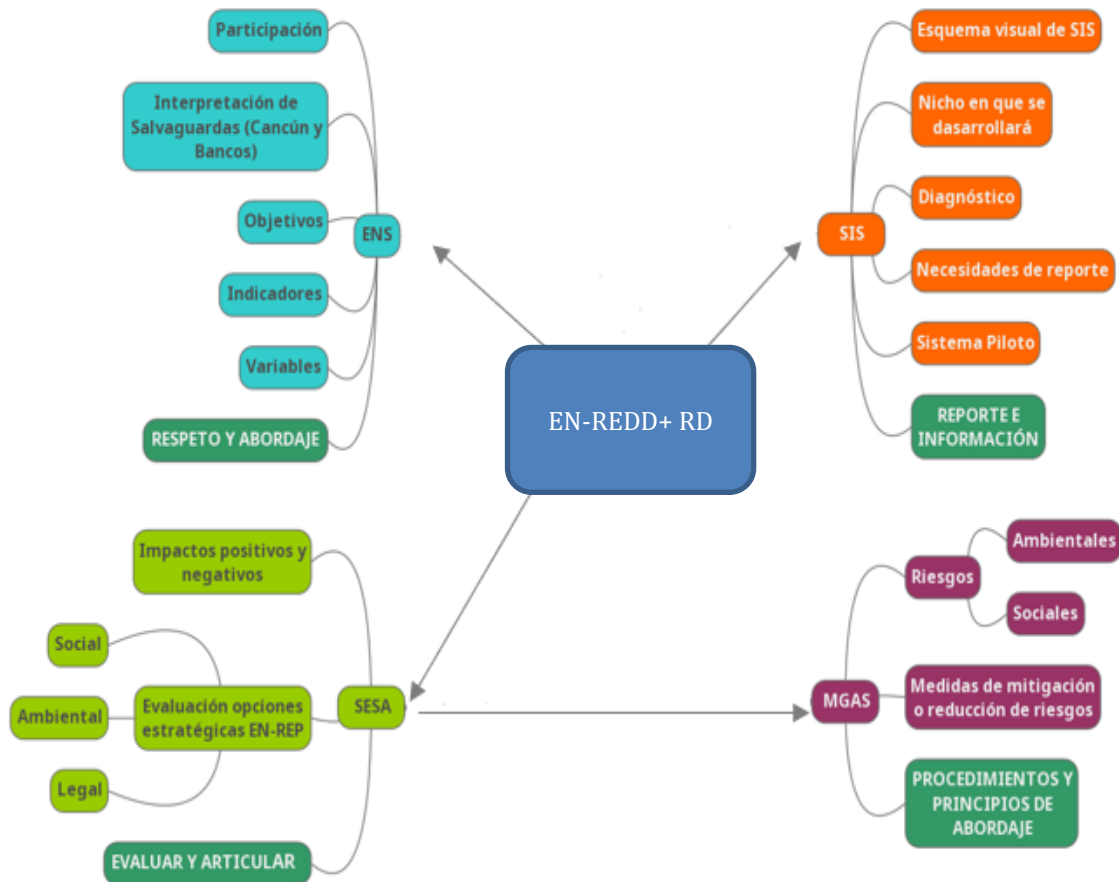 Participación
Interpretación de
Salvaguardas (Cancún y
Bancos)
Objetivos
ENS
Indicadores
Variables
RESPETO Y ABORDAJE
Esquema visual de SIS
Nicho en que se
dasarrollará
Diagnóstico
SIS
Necesidades de reporte
Sistema Piloto
REPORTE E
INFORMACIÓN
EN-REDD+ RD
Impactos positivos y
negativos
Social
Ambiental
Evaluación opciones
estratégicas EN-REP
SESA
Legal
EVALUAR Y ARTICULAR
Ambientales
Riesgos
Sociales
MGAS
Medidas de mitigación
o reducción de riesgos
PROCEDIMIENTOS Y
PRINCIPIOS DE
ABORDAJE